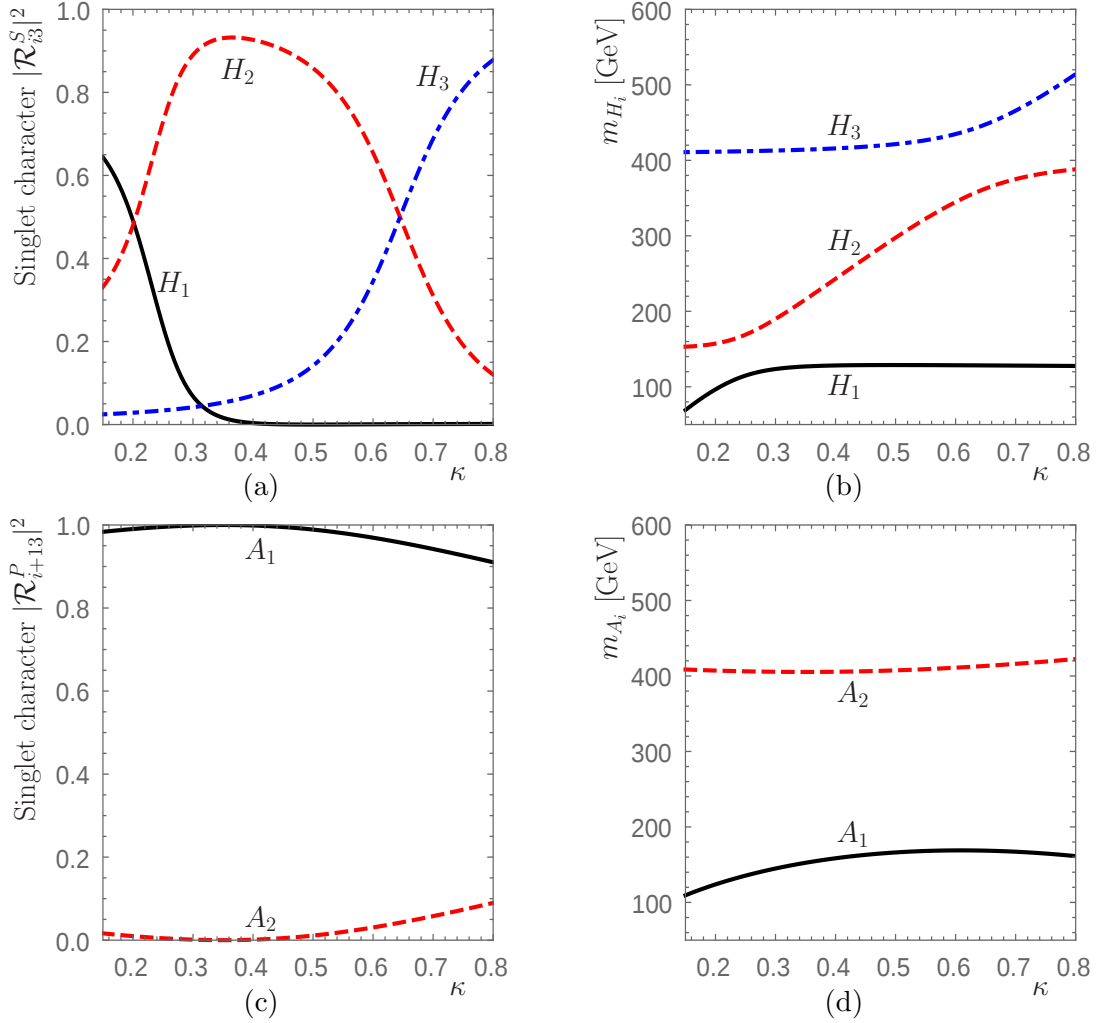 Singlet character |R^S_{i3}|^2
1.0
0.8
0.6
0.4
0.2
0.0
H_1
H_2
H_3
0.2 0.3 0.4 0.5 0.6 0.7 0.8
κ
(a)
m_{H_i} [GeV]
600
500
400
300
200
100
H_3
H_2
H_1
0.2 0.3 0.4 0.5 0.6 0.7 0.8
κ
(b)
Singlet character |R^P_{i+13}|^2
1.0
0.8
0.6
0.4
0.2
0.0
A_1
A_2
0.2 0.3 0.4 0.5 0.6 0.7 0.8
κ
(c)
m_{A_i} [GeV]
600
500
400
300
200
100
A_2
A_1
0.2 0.3 0.4 0.5 0.6 0.7 0.8
κ
(d)